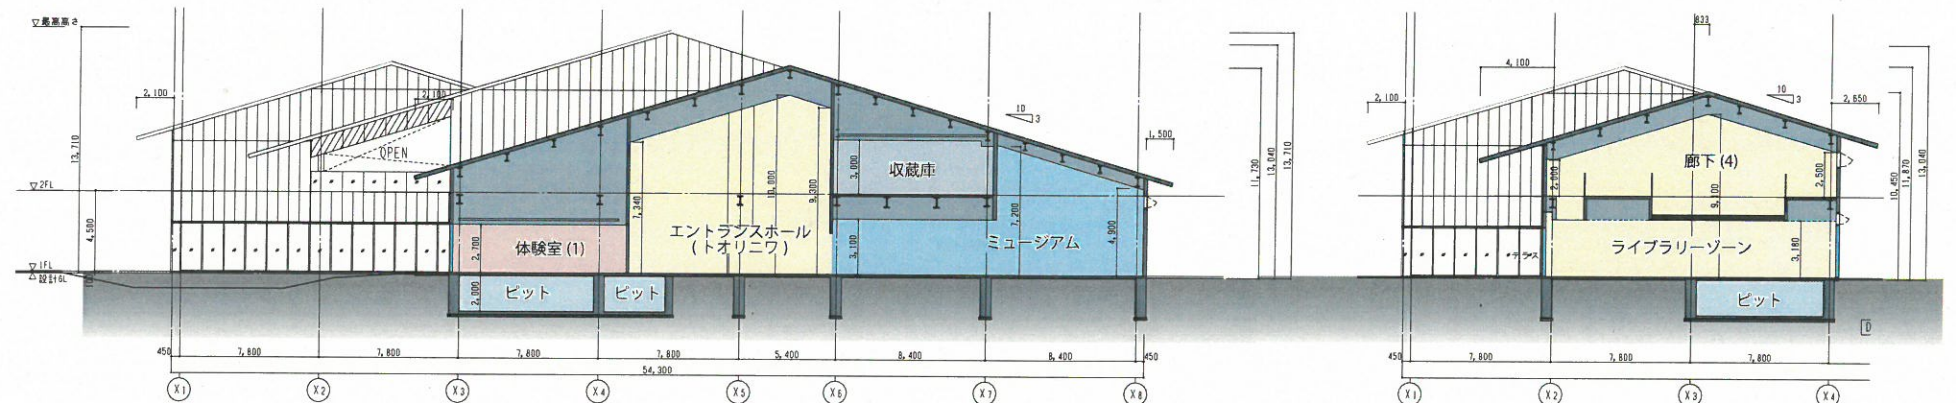 ▽最高高さ
13,710
2,100
2,100
OPEN
▽2FL
4,500
▽1FL
△設計GL
体験室(1)
2,700
2,000
ピット
ピット
エントランスホール
(トオリニワ)
7,340
10,000
9,300
収蔵庫
3,000
3,100
ミュージアム
7,200
4,900
10
3
1,500
11,730
13,040
13,710
450
7,800
7,800
7,800
7,800
5,400
8,400
8,400
450
54,300
X1
X2
X3
X4
X5
X6
X7
X8
833
4,100
2,100
10
3
廊下(4)
2,000
9,100
2,500
ライブラリーゾーン
3,180
テラス
ピット
10,450
11,870
13,040
D
450
7,800
7,800
7,800
X1
X2
X3
X4